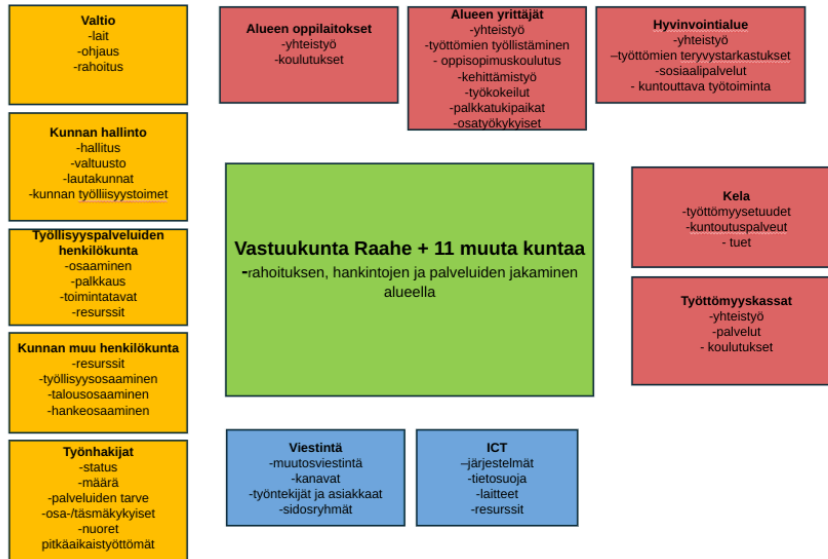 Valtio
-lait
-ohjaus
-rahoitus
Alueen oppilaitokset
-yhteistyö
-koulutukset
Alueen yrittäjät
-yhteistyö
-työttömien työllistäminen
- oppisopimuskoulutus
-kehittämistyö
-työkokeilut
-palkkatukipaikat
-osatyökykyiset
Hyvinvointialue
-yhteistyö
–työttömien teryvystarkastukset
-sosiaalipalvelut
- kuntouttava työtoiminta
Kunnan hallinto
-hallitus
-valtuusto
-lautakunnat
-kunnan työlliisyystoimet
Työllisyyspalveluiden
henkilökunta
-osaaminen
-palkkaus
-toimintatavat
-resurssit
Kunnan muu henkilökunta
-resurssit
-työllisyysosaaminen
-talousosaaminen
-hankeosaaminen
Työnhakijat
-status
-määrä
-palveluiden tarve
-osa-/täsmäkykyiset
-nuoret
pitkäaikaistyöttömät
Vastuukunta Raahe + 11 muuta kuntaa
-rahoituksen, hankintojen ja palveluiden jakaminen
alueella
Kela
-työttömyysetuudet
-kuntoutuspalveut
- tuet
Työttömyyskassat
-yhteistyö
-palvelut
- koulutukset
Viestintä
-muutosviestintä
-kanavat
-työntekijät ja asiakkaat
-sidosryhmät
ICT
–järjestelmät
-tietosuoja
-laitteet
-resurssit